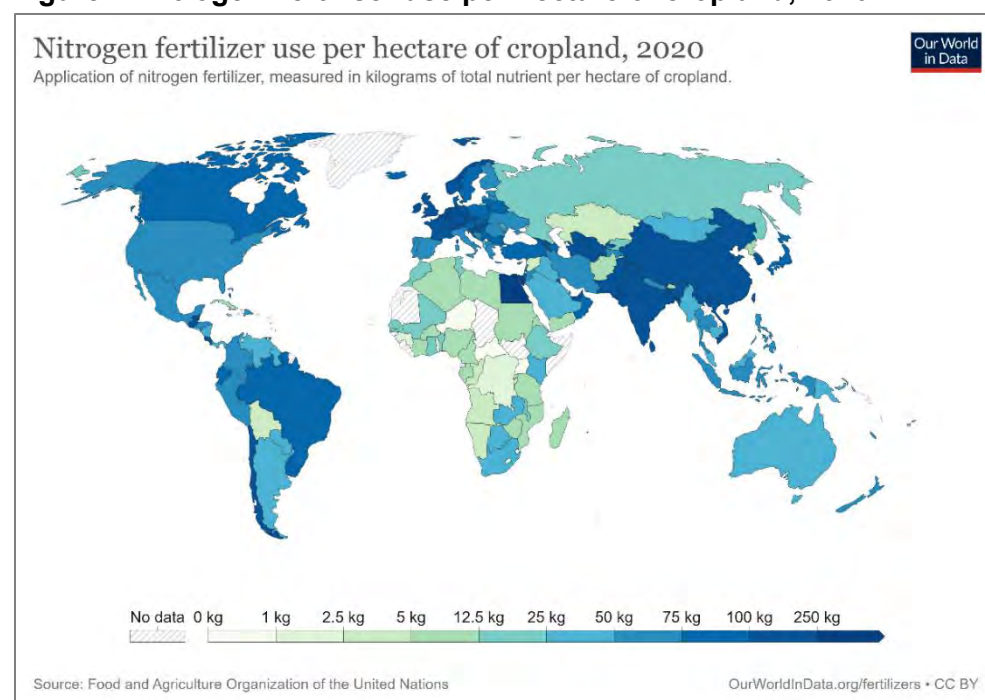 Nitrogen fertilizer use per hectare of cropland, 2020
Our World
in Data
Application of nitrogen fertilizer, measured in kilograms of total nutrient per hectare of cropland.
No data 0 kg 1 kg 2.5 kg 5 kg 12.5 kg 25 kg 50 kg 75 kg 100 kg 250 kg
Source: Food and Agriculture Organization of the United Nations
OurWorldInData.org/fertilizers • CC BY